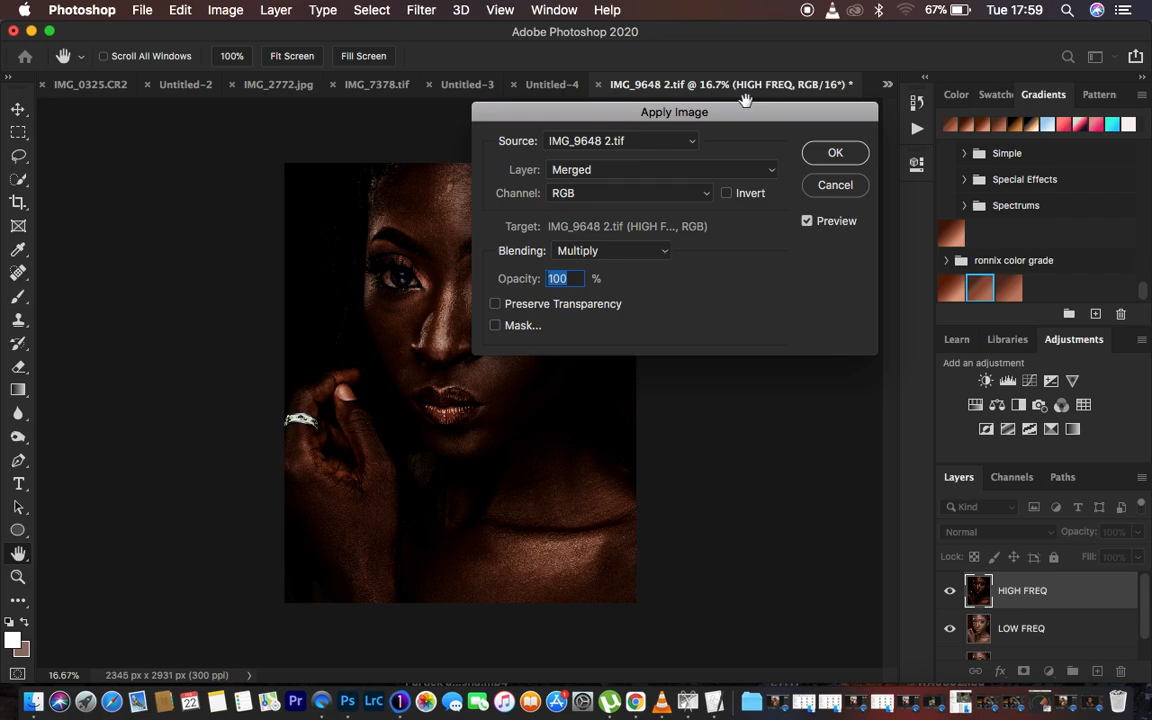 Photoshop File Edit Image Layer Type Select Filter 3D View Window Help 67% Tue 17:59
Adobe Photoshop 2020
Scroll All Windows 100% Fit Screen Fill Screen
IMG_0325.CR2 Untitled-2 IMG_2772.jpg IMG_7378.tif Untitled-3 Untitled-4 IMG_9648 2.tif @ 16.7% (HIGH FREQ, RGB/16*) *
Color Swatche Gradients Pattern
Apply Image
Source: IMG_9648 2.tif
OK
Layer: Merged
Cancel
Channel: RGB Invert
Preview
Target: IMG_9648 2.tif (HIGH F..., RGB)
Blending: Multiply
Opacity: 100 %
Preserve Transparency
Mask...
Simple
Special Effects
Spectrums
ronnix color grade
Learn Libraries Adjustments
Add an adjustment
Layers Channels Paths
Kind
Normal Opacity: 100%
Lock: Fill: 100%
HIGH FREQ
LOW FREQ
16.67% 2345 px x 2931 px (300 ppi)